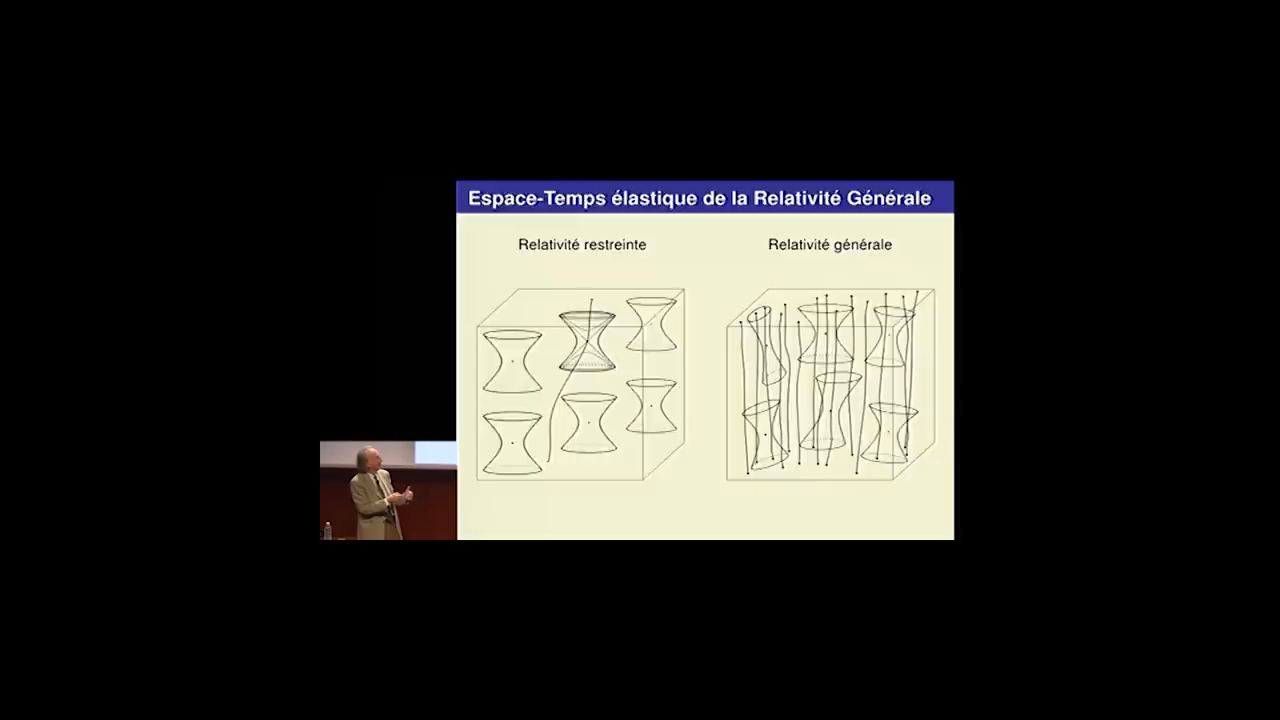 Espace-Temps élastique de la Relativité Générale
Relativité restreinte
Relativité générale